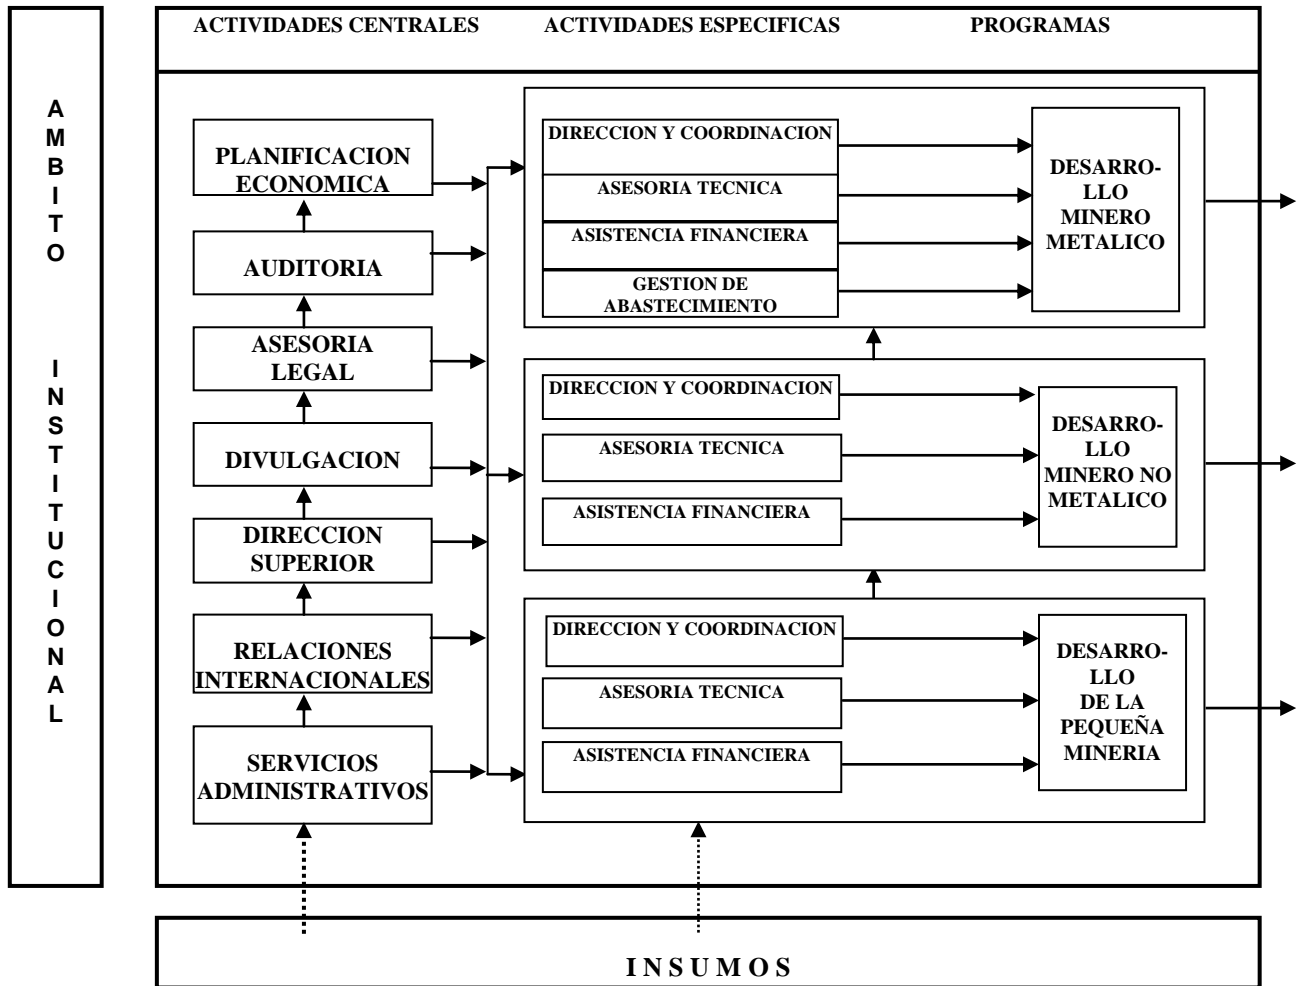 ACTIVIDADES CENTRALES
ACTIVIDADES ESPECIFICAS
PROGRAMAS
A
M
B
I
T
O
I
N
S
T
I
T
U
C
I
O
N
A
L
PLANIFICACION
ECONOMICA
AUDITORIA
ASESORIA
LEGAL
DIVULGACION
DIRECCION
SUPERIOR
RELACIONES
INTERNACIONALES
SERVICIOS
ADMINISTRATIVOS
DIRECCION Y COORDINACION
ASESORIA TECNICA
ASISTENCIA FINANCIERA
GESTION DE
ABASTECIMIENTO
DESARRO-
LLO
MINERO
METALICO
DIRECCION Y COORDINACION
ASESORIA TECNICA
ASISTENCIA FINANCIERA
DESARRO-
LLO
MINERO NO
METALICO
DIRECCION Y COORDINACION
ASESORIA TECNICA
ASISTENCIA FINANCIERA
DESARRO-
LLO
DE LA
PEQUEÑA
MINERIA
I N S U M O S